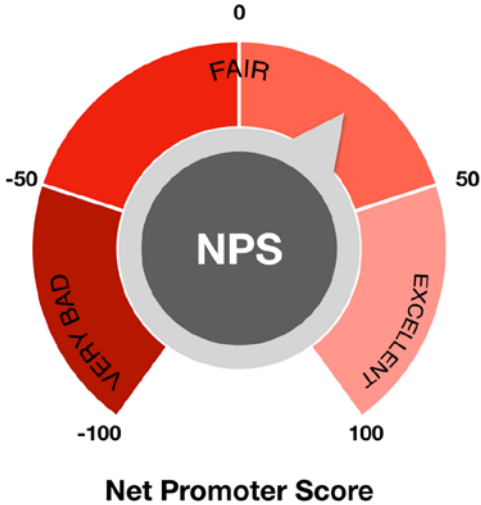 0
FAIR
-50
50
NPS
VERY BAD
EXCELLENT
-100
100
Net Promoter Score